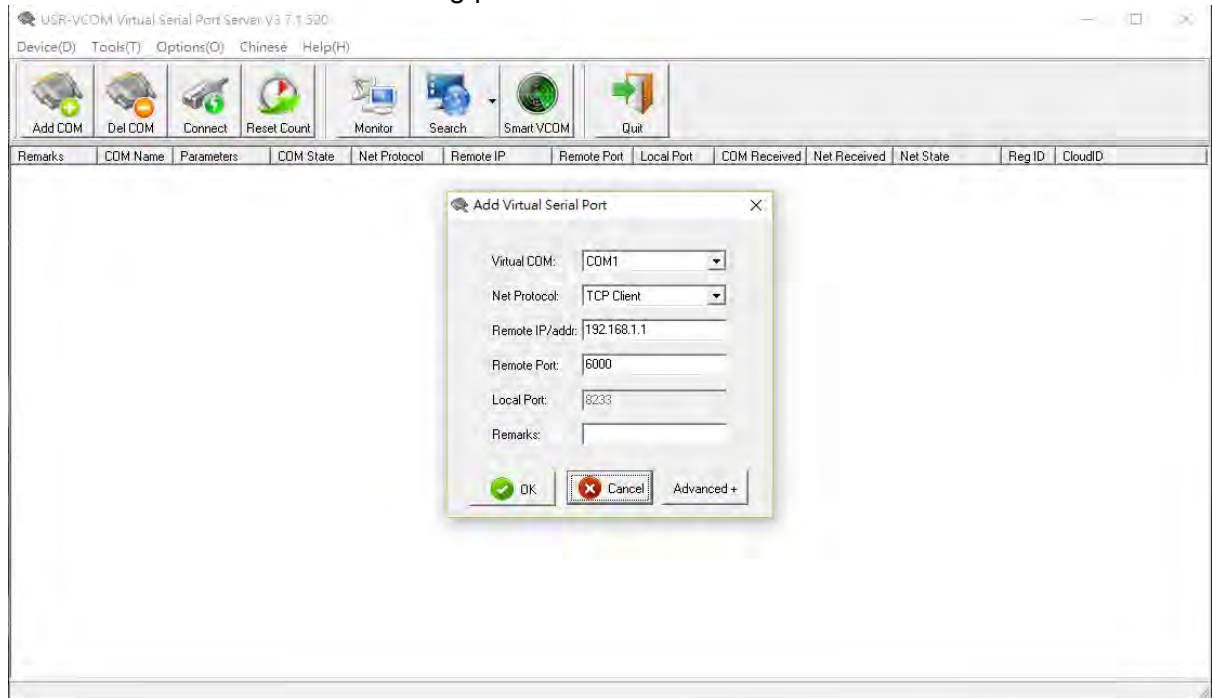 USR-VCOM Virtual Serial Port Server V3.7.1.520
Device(D) Tools(T) Options(O) Chinese Help(H)
Add COM Del COM Connect Reset Count Monitor Search Smart VCOM Quit
Remarks COM Name Parameters COM State Net Protocol Remote IP Remote Port Local Port COM Received Net Received Net State Reg ID CloudID
Add Virtual Serial Port
Virtual COM: COM1
Net Protocol: TCP Client
Remote IP/addr: 192.168.1.1
Remote Port: 6000
Local Port: 8233
Remarks:
OK Cancel Advanced +